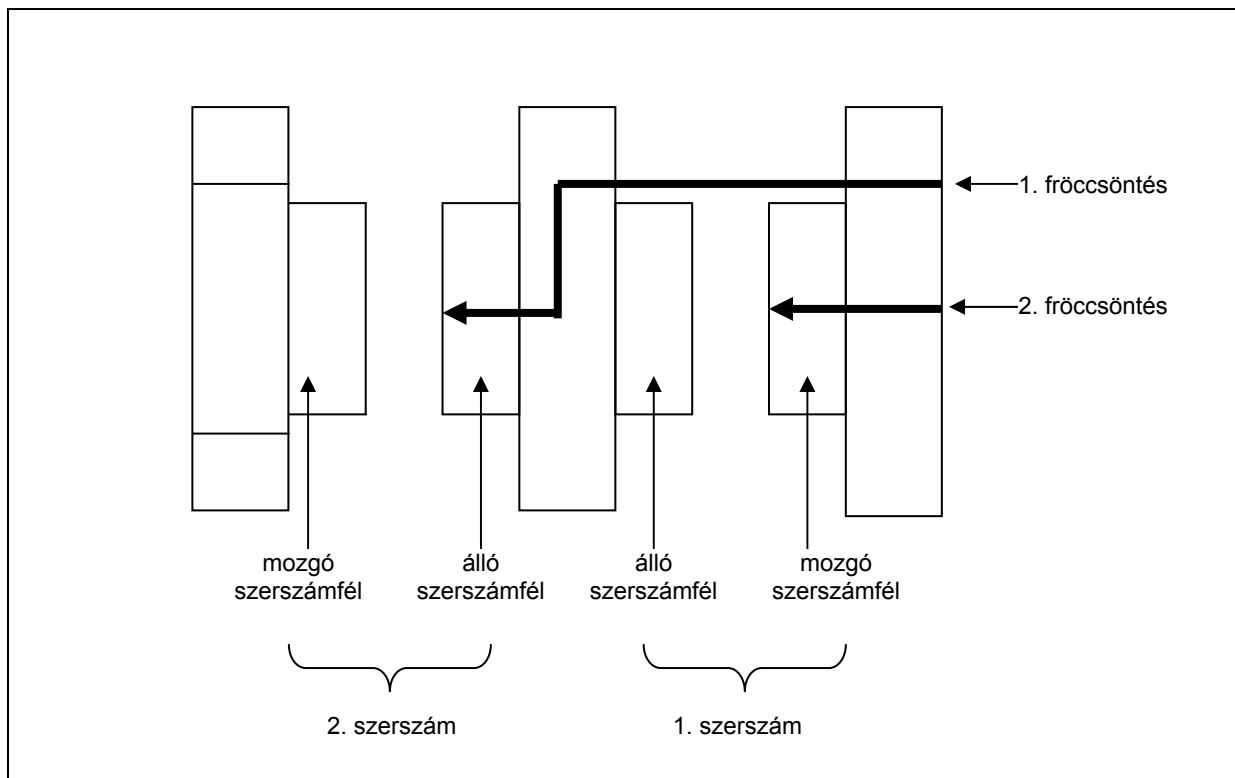 1. fröccsöntés
2. fröccsöntés
mozgó
szerszámfél
álló
szerszámfél
álló
szerszámfél
mozgó
szerszámfél
2. szerszám
1. szerszám